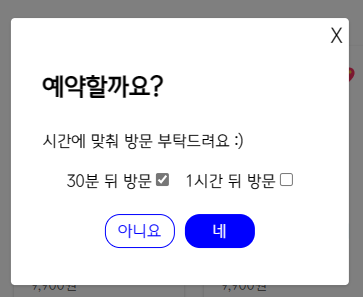 X
예약할까요?
시간에 맞춰 방문 부탁드려요 :)
30분 뒤 방문 1시간 뒤 방문
아니요 네
9,900원 9,900원